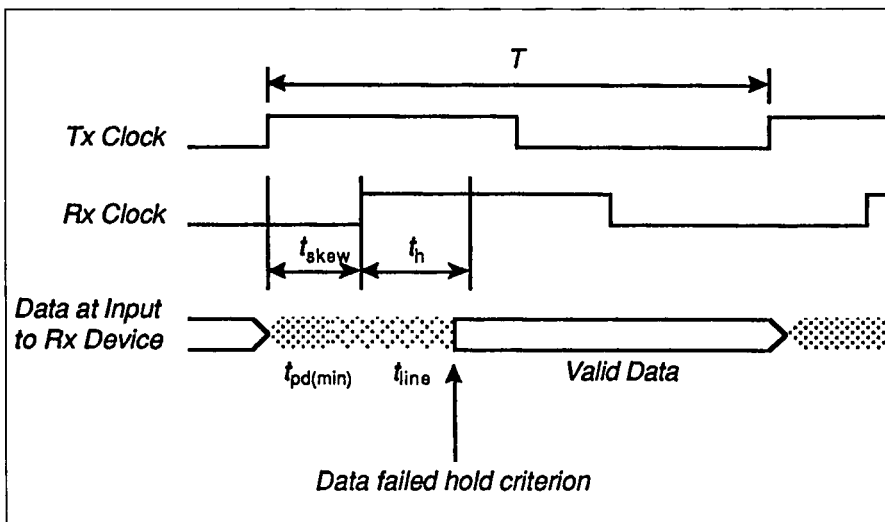 T
Tx Clock
Rx Clock
tskew
th
Data at Input
to Rx Device
tpd(min)
tline
Valid Data
Data failed hold criterion